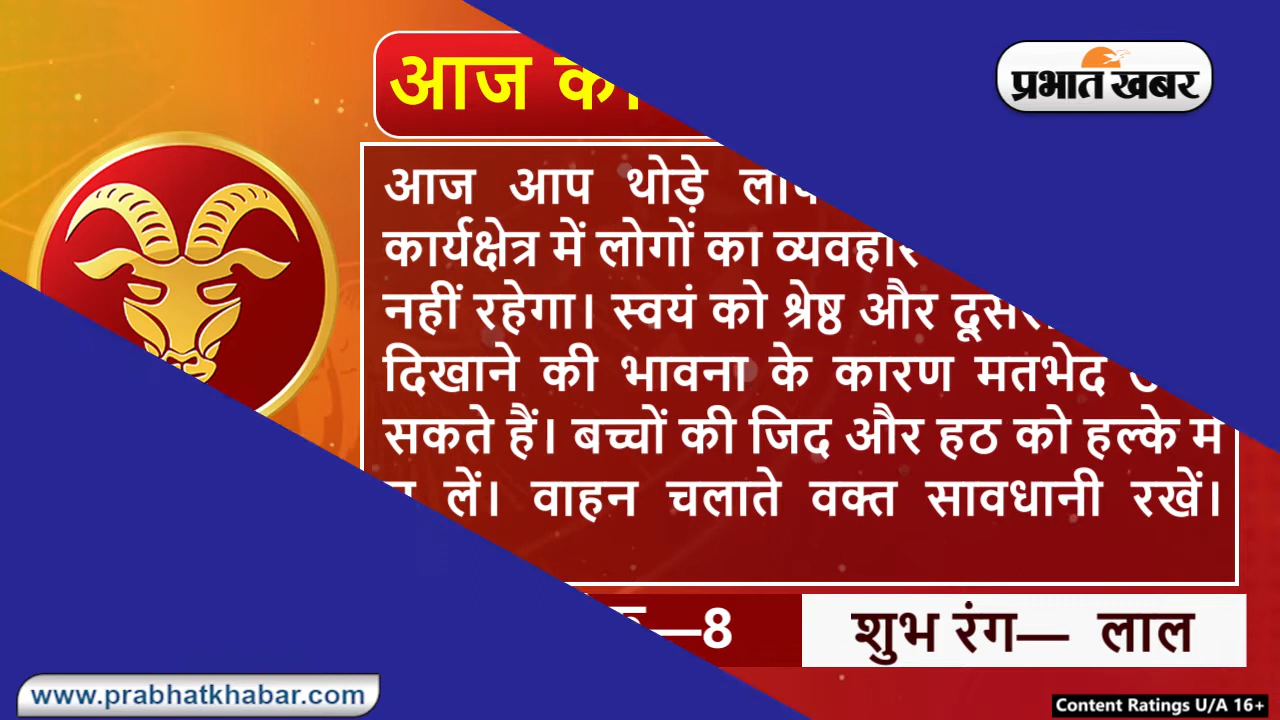 आज
प्रभात खबर
आज आप थोड़े
कार्यक्षेत्र में लोगों का व्यवहार
नहीं रहेगा। स्वयं को श्रेष्ठ और
दिखाने की भावना के कारण मतभेद
सकते हैं। बच्चों की जिद और हठ को हल्के में
लें। वाहन चलाते वक्त सावधानी रखें।
—8
शुभ रंग— लाल
www.prabhatkhabar.com
Content Ratings U/A 16+